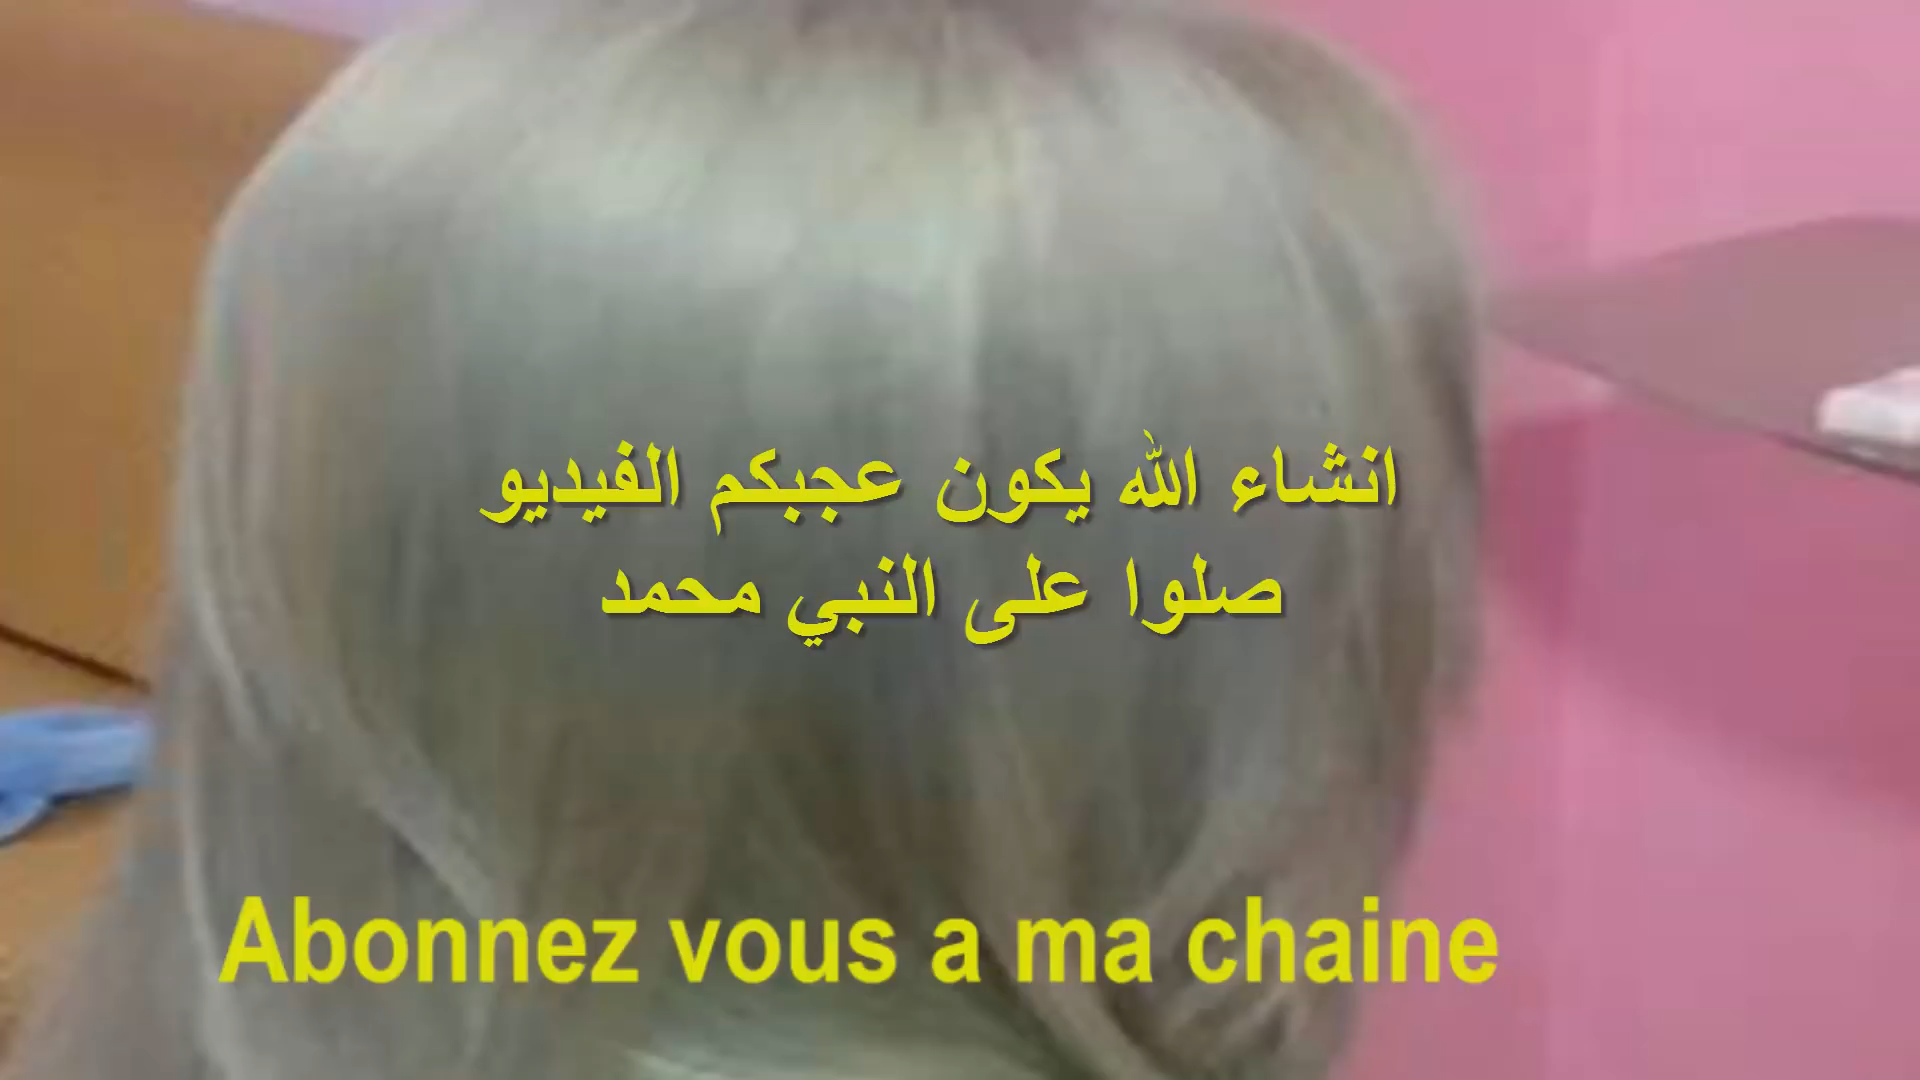 انشاء الله يكون عجبكم الفيديو
صلوا على النبي محمد
Abonnez vous a ma chaine